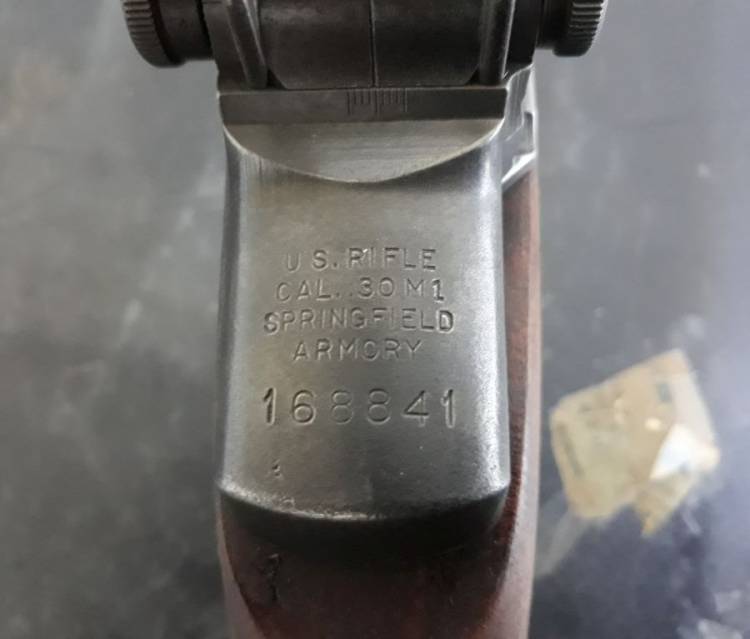 U.S. RIFLE
CAL. .30 M1
SPRINGFIELD
ARMORY
168841